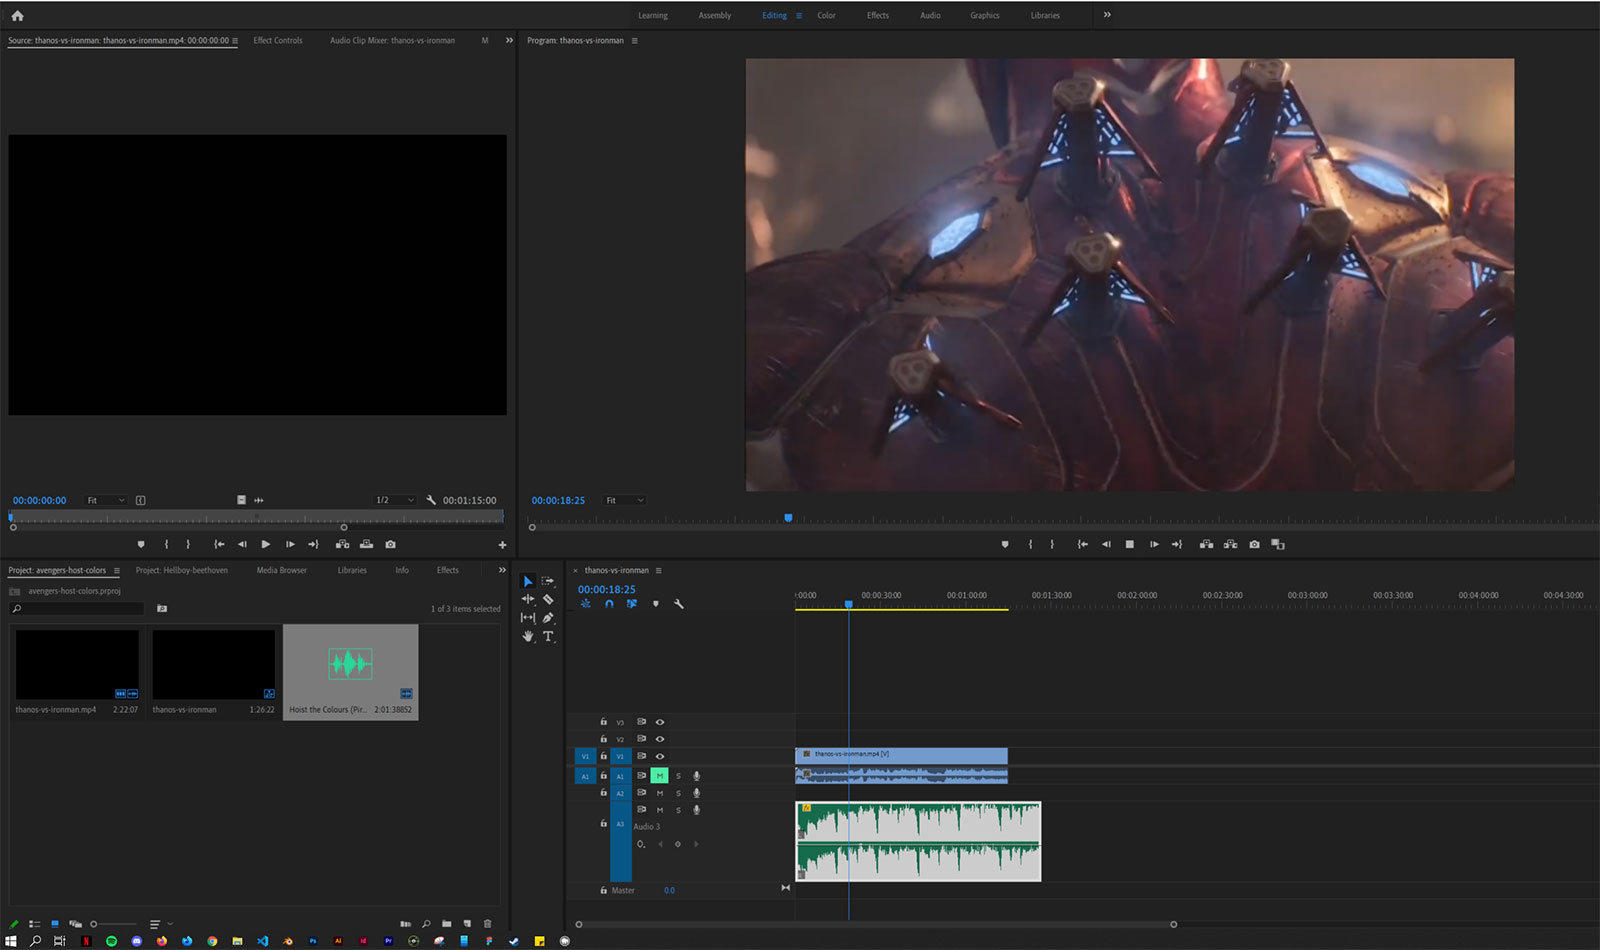 Learning Assembly Editing Color Effects Audio Graphics Libraries
Source: thanos-vs-ironman: thanos-vs-ironman.mp4: 00:00:00:00 Effect Controls Audio Clip Mixer: thanos-vs-ironman M
Program: thanos-vs-ironman
00:00:00:00 Fit 1/2 00:01:15:00
00:00:18:25 Fit
Project: avengers-host-colors Project: Hellboy-beethoven Media Browser Libraries Info Effects
avengers-host-colors.prproj
1 of 3 items selected
thanos-vs-ironman.mp4 2:22:07
thanos-vs-ironman 1:26:22
Hoist the Colours (Pir... 2:01:38852
× thanos-vs-ironman
00:00:18:25
:00:00 00:00:30:00 00:01:00:00 00:01:30:00 00:02:00:00 00:02:30:00 00:03:00:00 00:03:30:00 00:04:00:00 00:04:30:00
V3
V2
V1 V1 thanos-vs-ironman.mp4 [V]
A1 A1 M S
A2 M S
A3 M S
Audio 3
Master 0.0
fx
T
N Ps Ai Id Pr